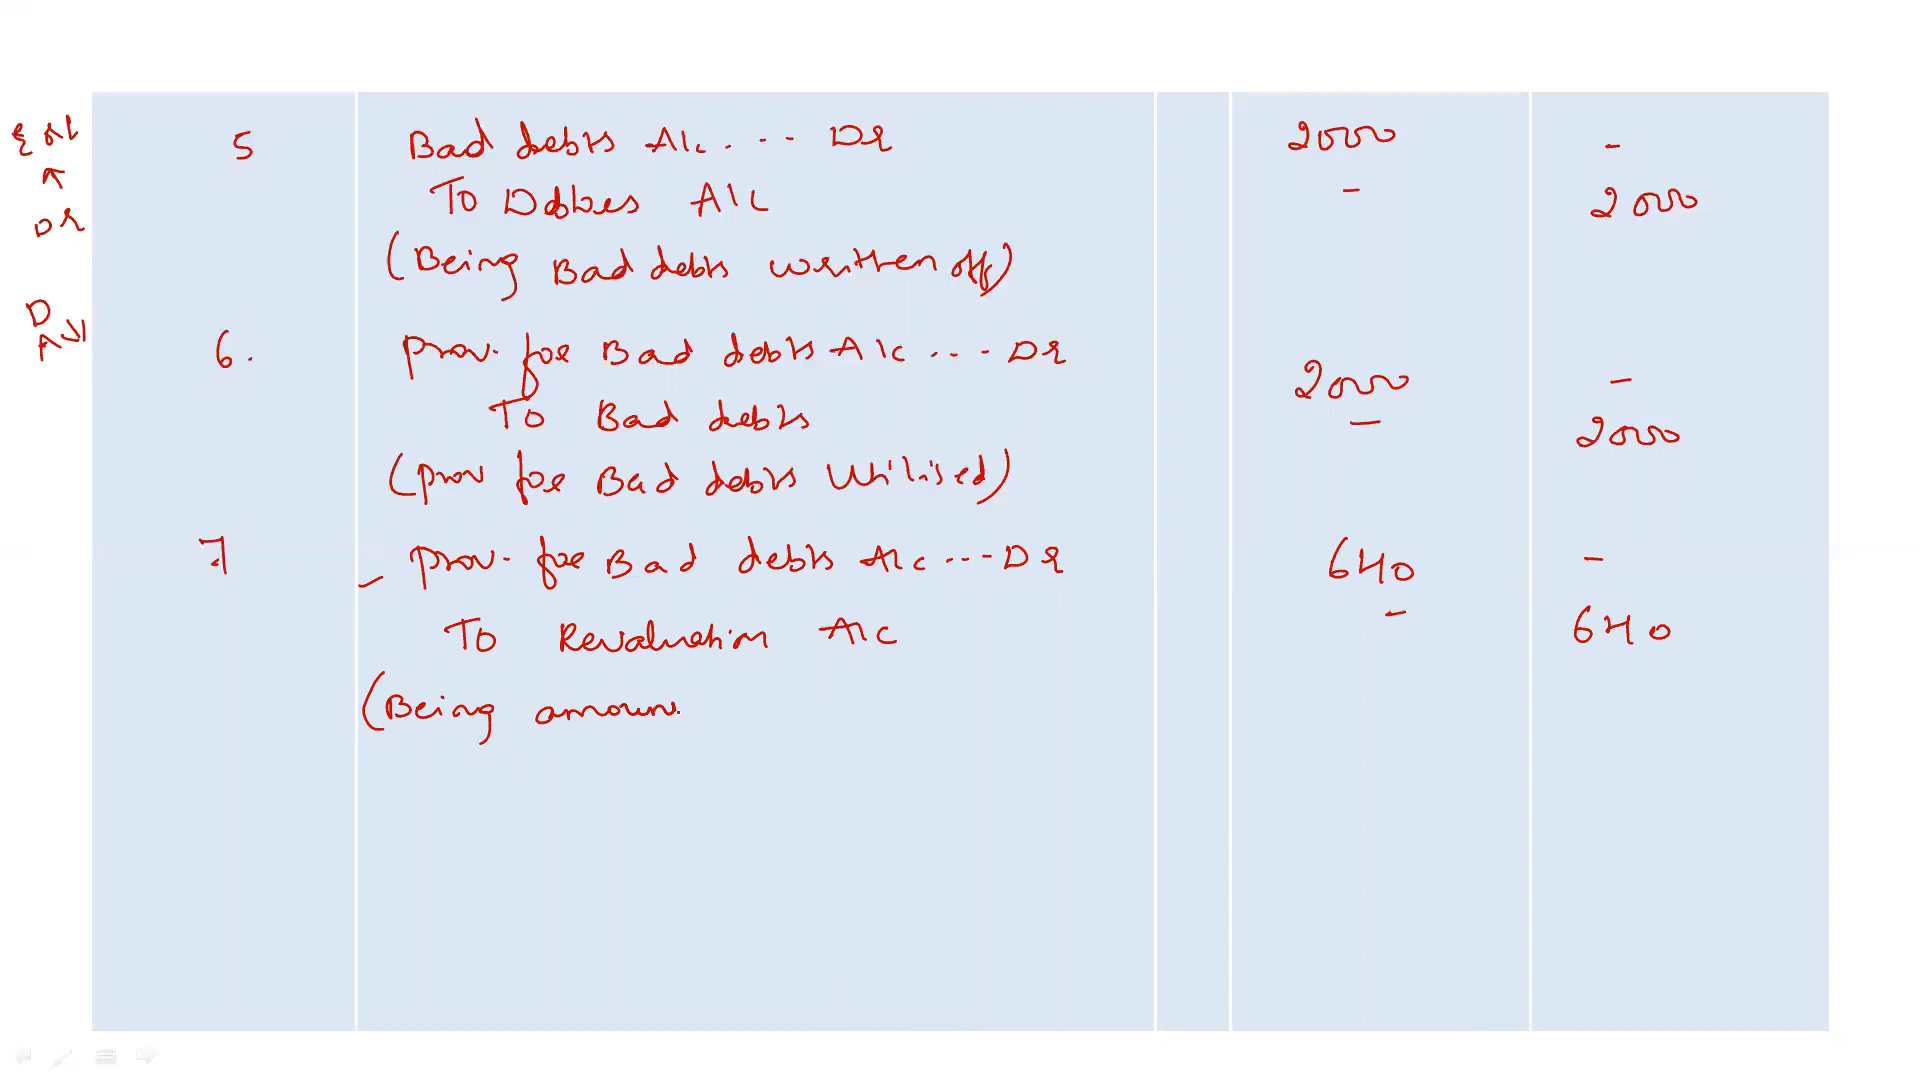 5 Bad debts A/c .... Dr 2000 -
To Debtors A/c - 2000
(Being Bad debts written off)
6. Prov. for Bad debts A/c .... Dr 2000 -
To Bad debts - 2000
(Prov for Bad debts Utilised)
7 Prov. for Bad debts A/c ... Dr 640 -
To Revaluation A/c - 640
(Being amoun
Dr
D
A